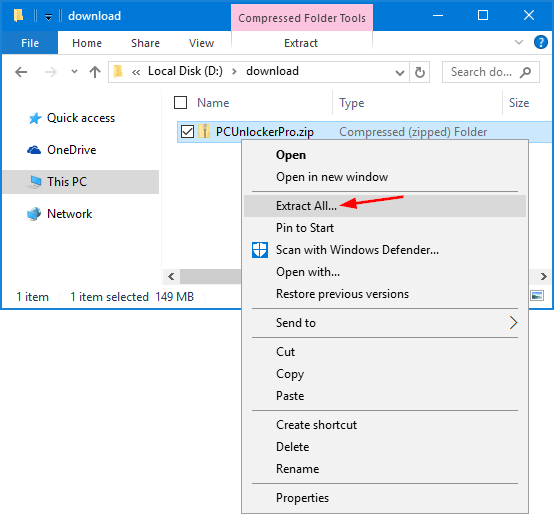 download
Compressed Folder Tools
File
Home
Share
View
Extract
Local Disk (D:)
download
Search do...
Name
Type
Size
Quick access
OneDrive
This PC
Network
PCUnlockerPro.zip
Compressed (zipped) Folder
Open
Open in new window
Extract All...
Pin to Start
Scan with Windows Defender...
Open with...
Restore previous versions
Send to
Cut
Copy
Paste
Create shortcut
Delete
Rename
Properties
1 item
1 item selected 149 MB